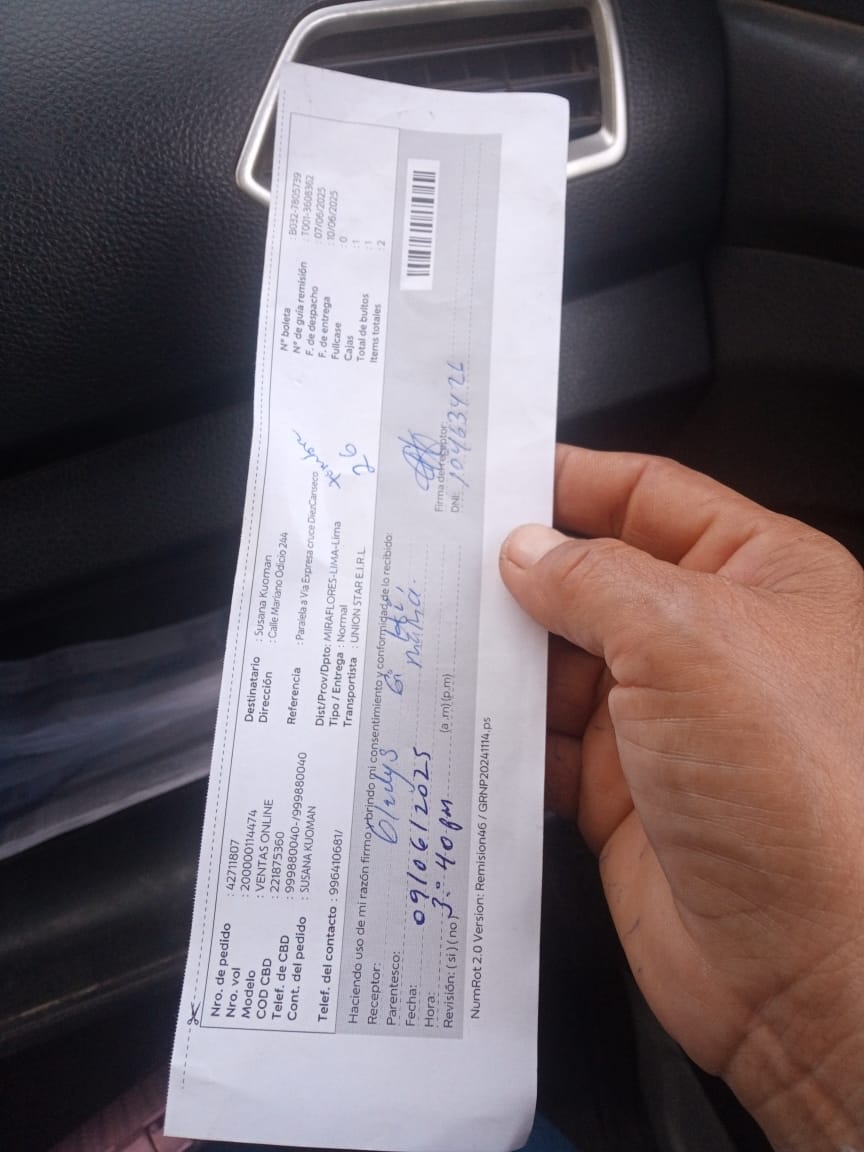 Nro. de pedido : 42711807
Nro. vol : 200000114474
Modelo : VENTAS ONLINE
COD CBD : 221875360
Telef. de CBD : 999880040-/999880040
Cont. del pedido : SUSANA KUOMAN
Telef. del contacto : 996410681/
Destinatario : Susana Kuoman
Dirección : Calle Mariano Odicio 244
Referencia : Paralela a Via Expresa cruce DiezCanseco
Dist/Prov/Dpto: MIRAFLORES-LIMA-Lima
Tipo / Entrega : Normal
Transportista : UNION STAR E.I.R.L
26
N° boleta : B032-7805739
N° de guía remisión : T001-3608362
F. de despacho : 07/06/2025
F. de entrega : 10/06/2025
Fullcase : 0
Cajas : 1
Total de bultos : 1
Items totales : 2
Haciendo uso de mi razón firmo y brindo mi consentimiento y conformidad de lo recibido:
Receptor: Gladys
Parentesco:
Fecha: 09/06/2025
Hora: 3:40 pm (a.m)(p.m)
Revisión: ( si ) ( no )
Firma del receptor:
DNI: 10463426
NumRot 2.0 Version: Remision46 / GRNP20241114.ps